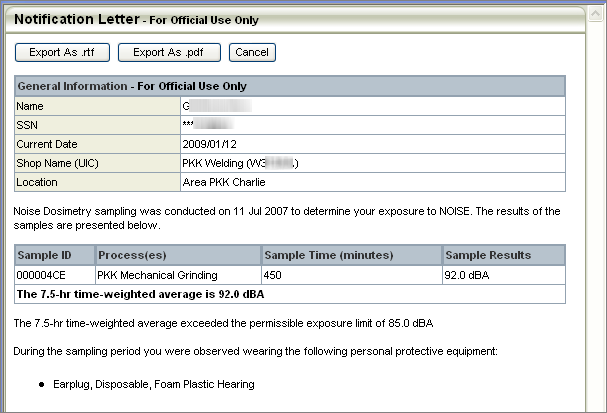 Notification Letter - For Official Use Only
Export As .rtf Export As .pdf Cancel
General Information - For Official Use Only
Name G
SSN ***
Current Date 2009/01/12
Shop Name (UIC) PKK Welding (W3 )
Location Area PKK Charlie
Noise Dosimetry sampling was conducted on 11 Jul 2007 to determine your exposure to NOISE. The results of the
samples are presented below.
Sample ID Process(es) Sample Time (minutes) Sample Results
000004CE PKK Mechanical Grinding 450 92.0 dBA
The 7.5-hr time-weighted average is 92.0 dBA
The 7.5-hr time-weighted average exceeded the permissible exposure limit of 85.0 dBA
During the sampling period you were observed wearing the following personal protective equipment:
• Earplug, Disposable, Foam Plastic Hearing